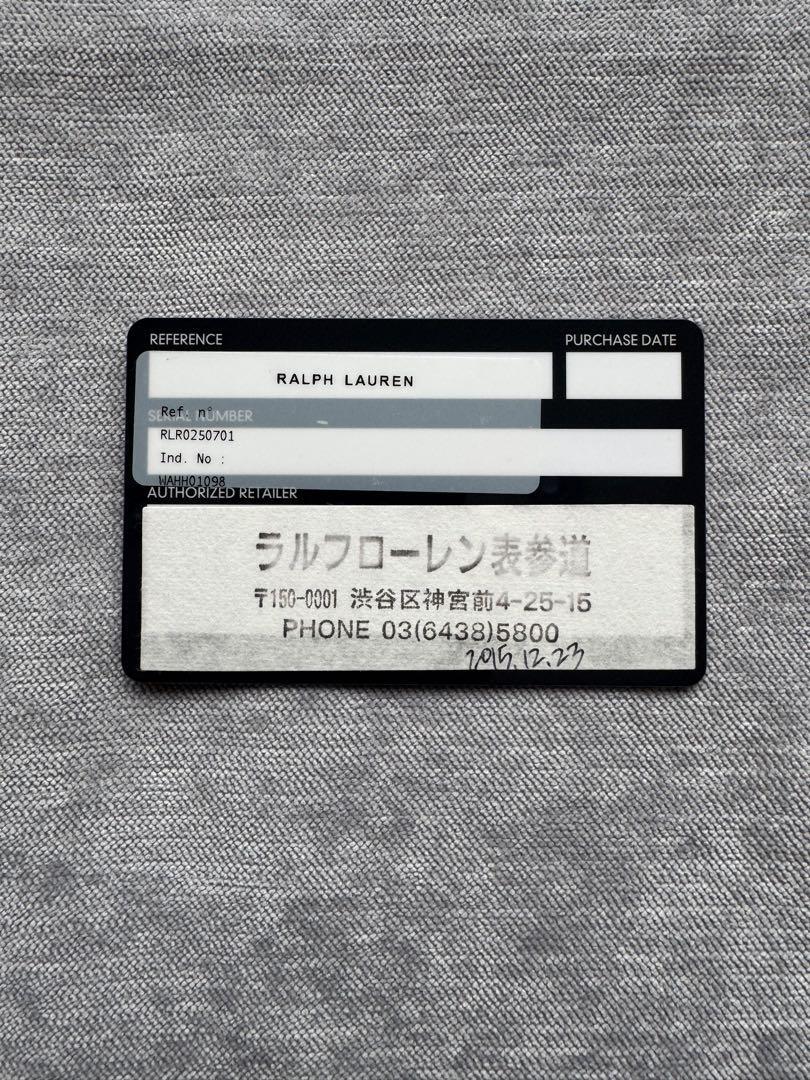 REFERENCE
PURCHASE DATE
RALPH LAUREN
Ref. n°
SERIAL NUMBER
RLR0250701
Ind. No :
WAHH01098
AUTHORIZED RETAILER
ラルフローレン表参道
〒150-0001 渋谷区神宮前4-25-15
PHONE 03(6438)5800
2015.12.23